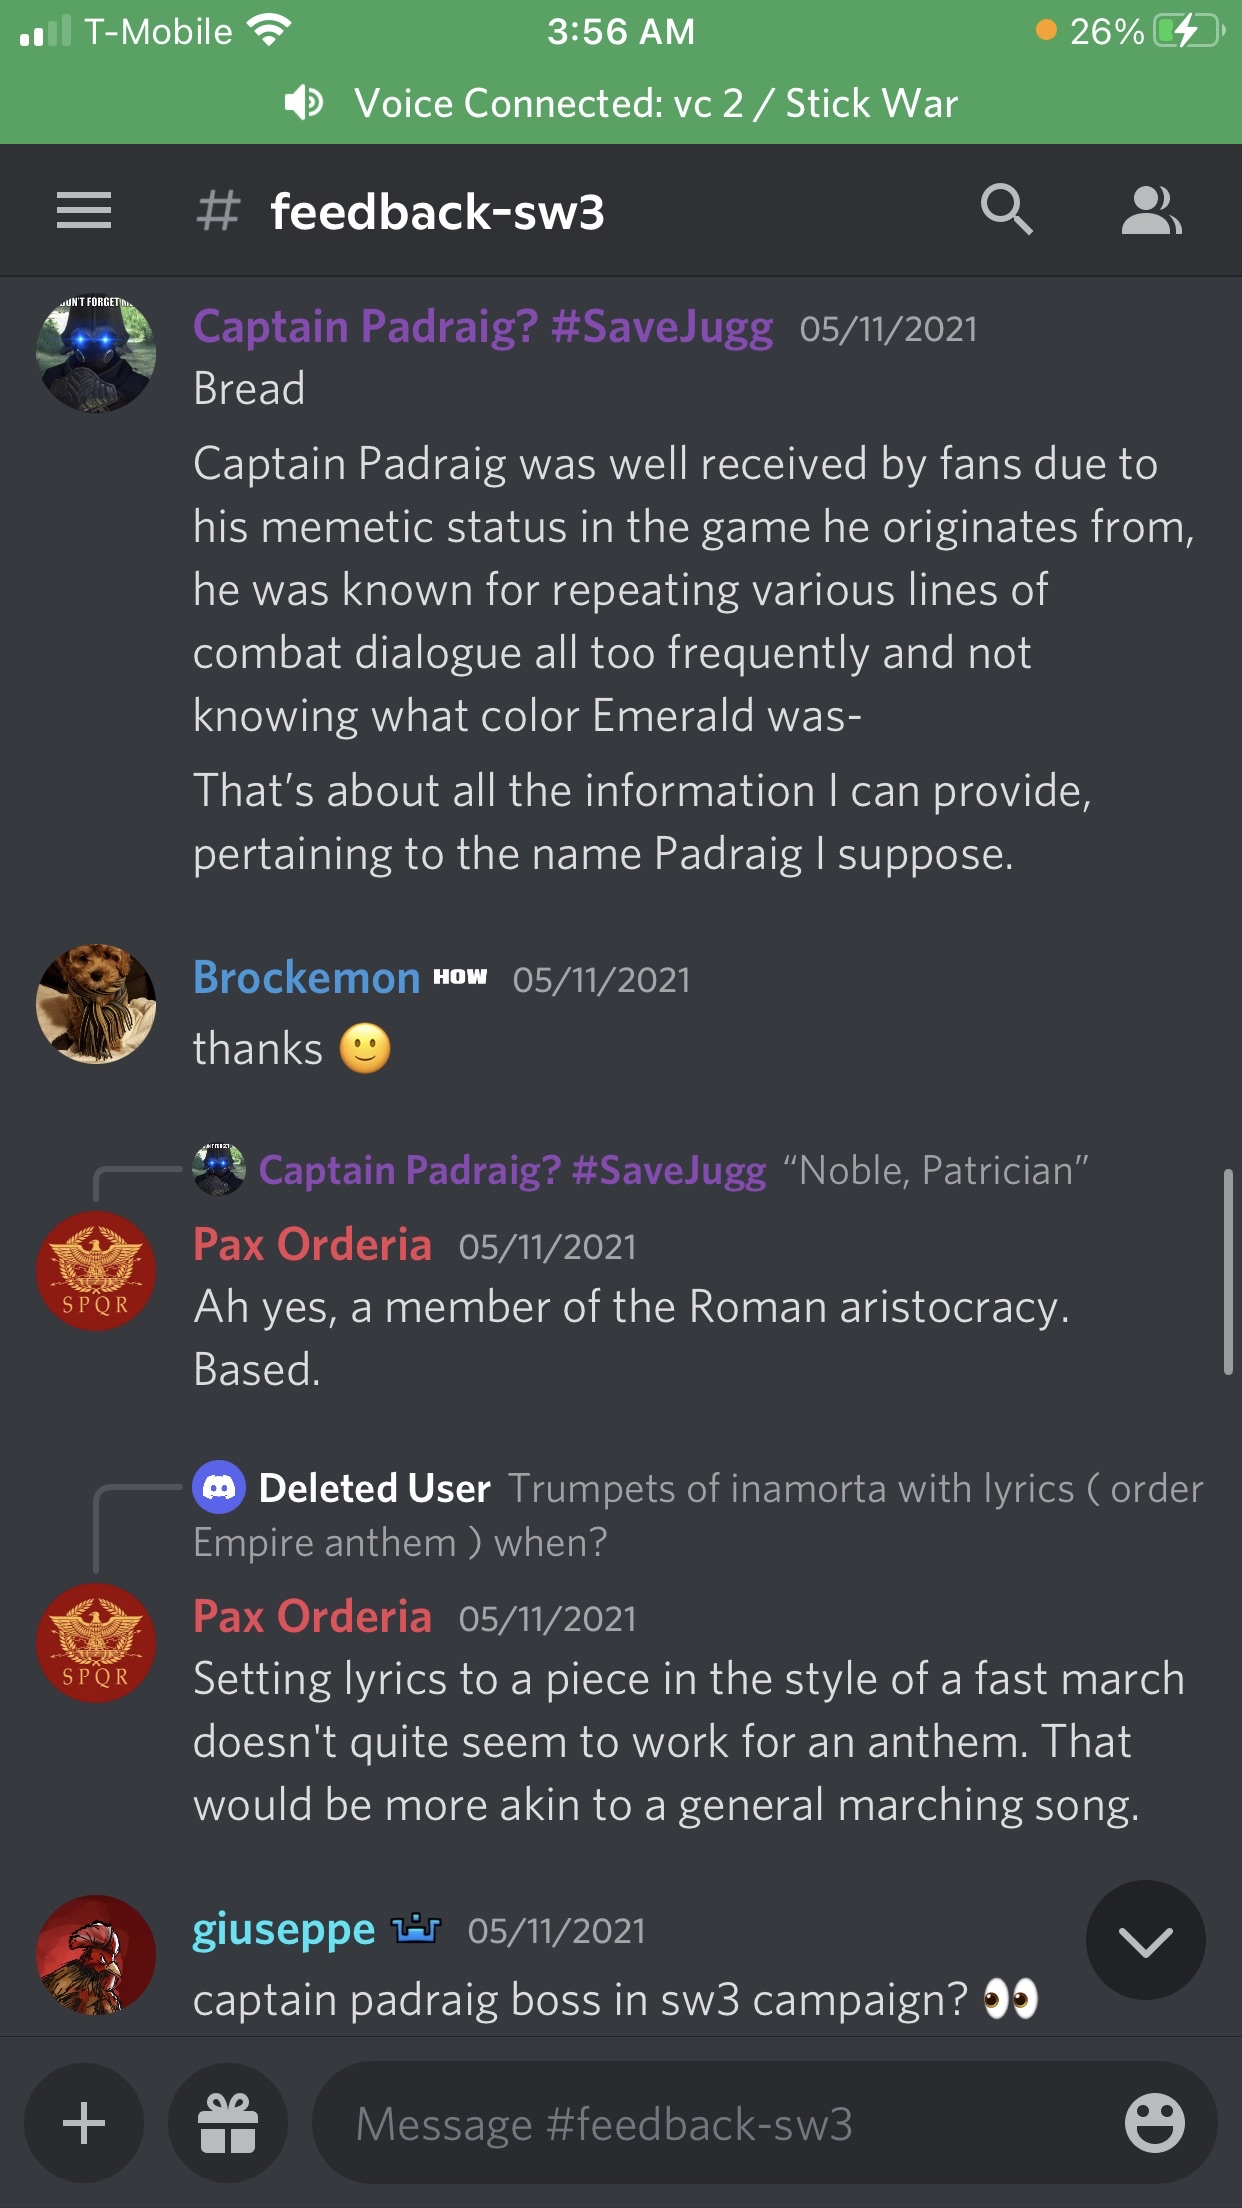 T-Mobile 3:56 AM 26%
Voice Connected: vc 2 / Stick War
# feedback-sw3
Captain Padraig? #SaveJugg 05/11/2021
Bread
Captain Padraig was well received by fans due to
his memetic status in the game he originates from,
he was known for repeating various lines of
combat dialogue all too frequently and not
knowing what color Emerald was-
That’s about all the information I can provide,
pertaining to the name Padraig I suppose.
Brockemon HOW 05/11/2021
thanks 🙂
Captain Padraig? #SaveJugg “Noble, Patrician”
Pax Orderia 05/11/2021
SPQR
Ah yes, a member of the Roman aristocracy.
Based.
Deleted User Trumpets of inamorta with lyrics ( order
Empire anthem ) when?
Pax Orderia 05/11/2021
SPQR
Setting lyrics to a piece in the style of a fast march
doesn't quite seem to work for an anthem. That
would be more akin to a general marching song.
giuseppe 05/11/2021
captain padraig boss in sw3 campaign? 👀
Message #feedback-sw3